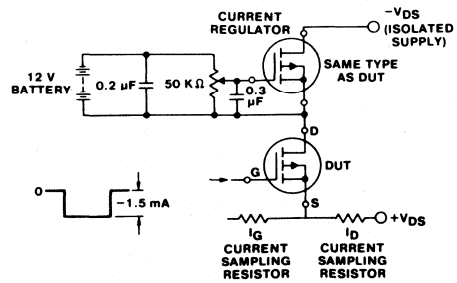 CURRENT
REGULATOR
−VDS
(ISOLATED
SUPPLY)
SAME TYPE
AS DUT
12 V
BATTERY
0.2 µF
50 KΩ
0.3
µF
D
DUT
G
S
0
−1.5 mA
+VDS
IG
CURRENT
SAMPLING
RESISTOR
ID
CURRENT
SAMPLING
RESISTOR